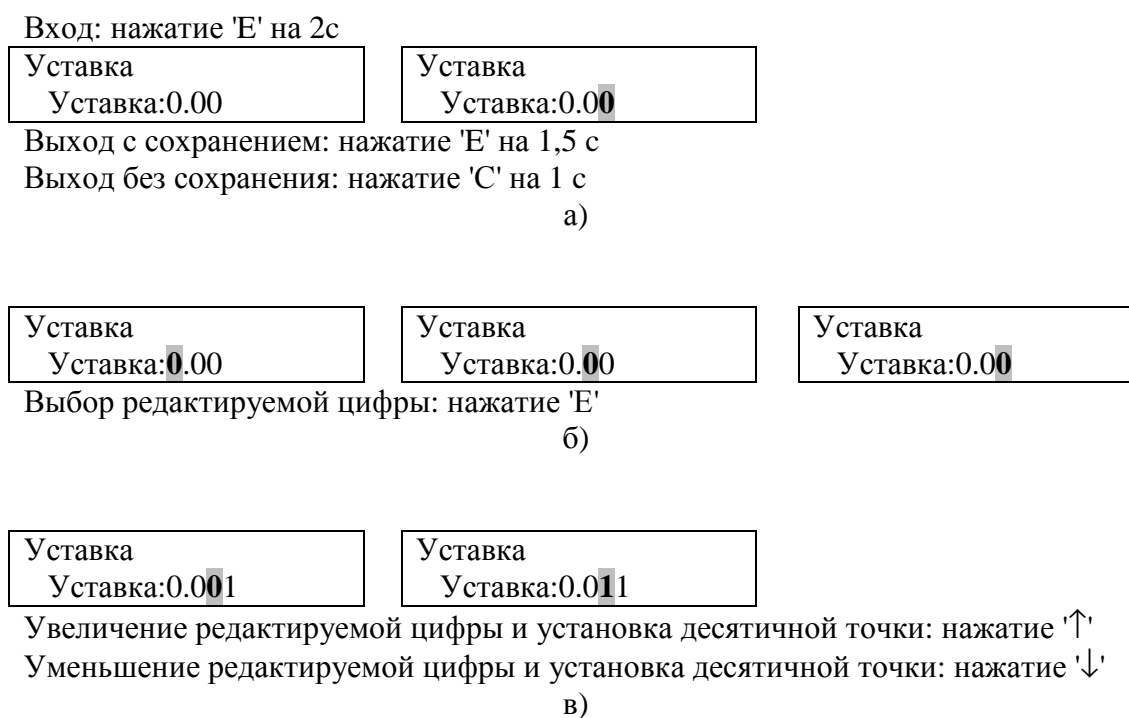 Вход: нажатие 'Е' на 2с
Уставка Уставка
Уставка:0.00 Уставка:0.00
Выход с сохранением: нажатие 'Е' на 1,5 с
Выход без сохранения: нажатие 'С' на 1 с
а)
Уставка Уставка Уставка
Уставка:0.00 Уставка:0.00 Уставка:0.00
Выбор редактируемой цифры: нажатие 'Е'
б)
Уставка Уставка
Уставка:0.001 Уставка:0.011
Увеличение редактируемой цифры и установка десятичной точки: нажатие '↑'
Уменьшение редактируемой цифры и установка десятичной точки: нажатие '↓'
в)